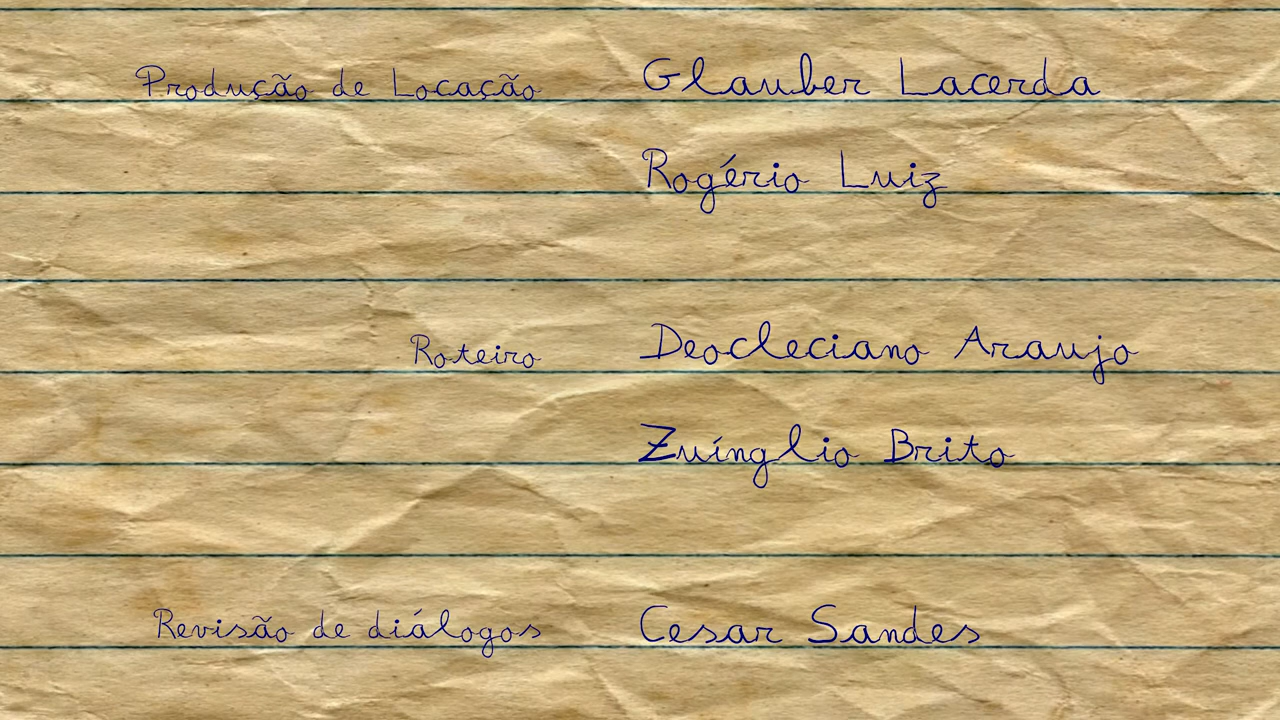 Produção de Locação Glauber Lacerda
Rogério Luiz
Roteiro Deocleciano Araujo
Zuínglio Brito
Revisão de diálogos Cesar Sandes